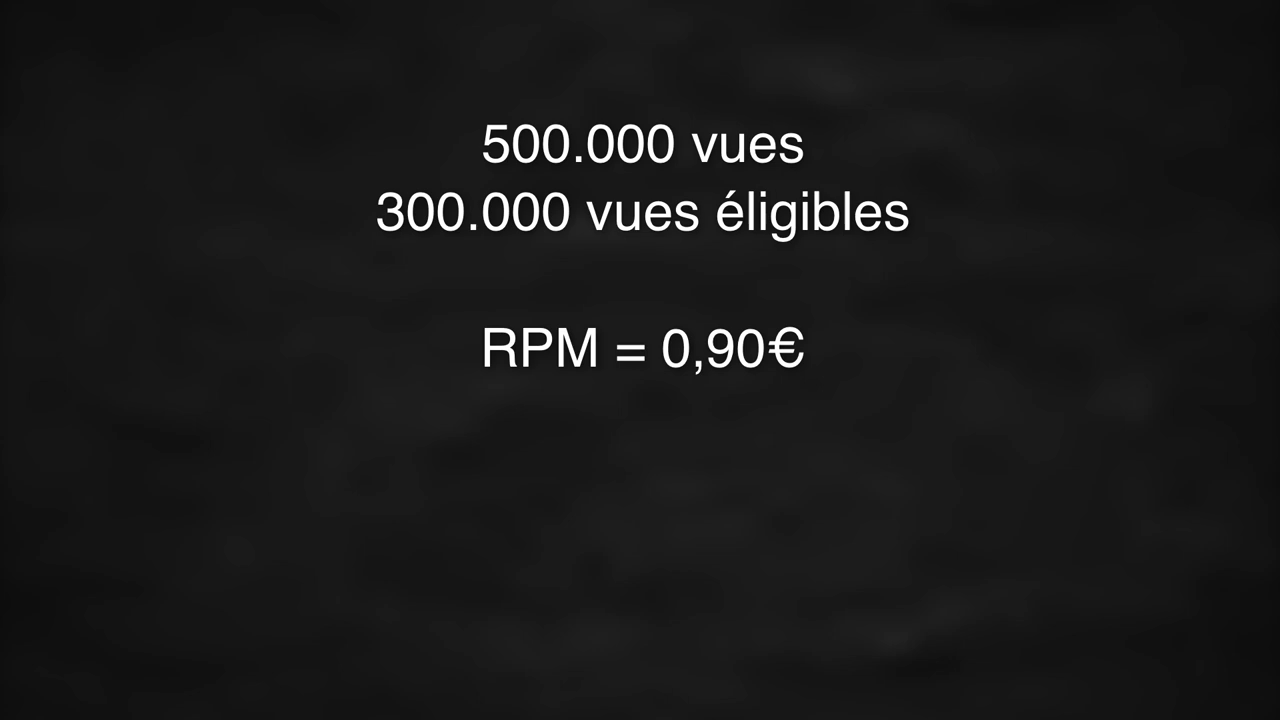 500.000 vues
300.000 vues éligibles
RPM = 0,90€